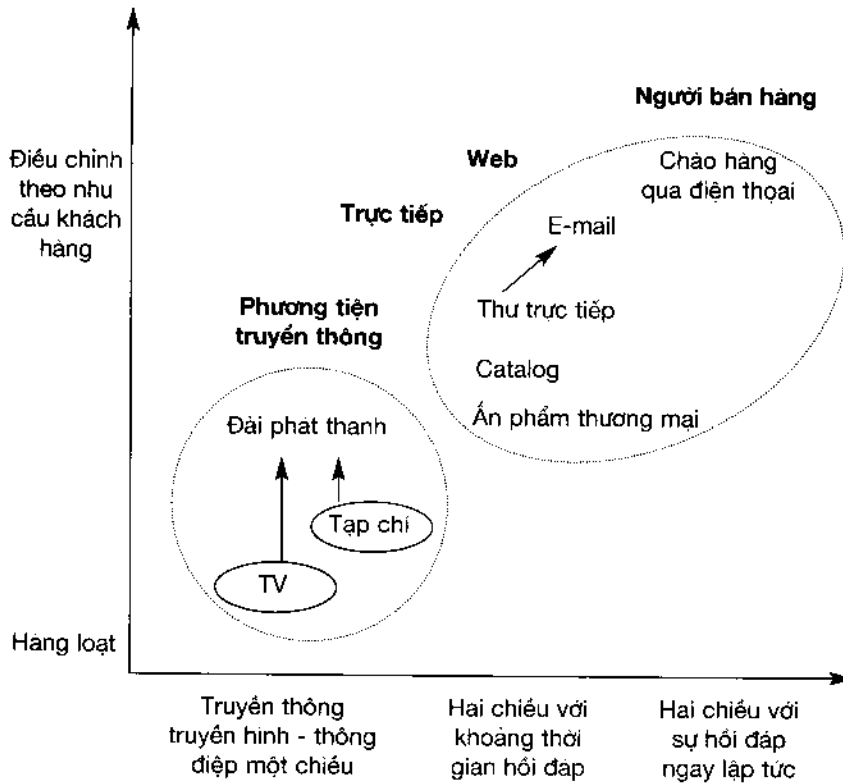 Người bán hàng
Web
Chào hàng
qua điện thoại
Điều chỉnh
theo nhu
cầu khách
hàng
Trực tiếp
E-mail
Phương tiện
truyền thông
Thư trực tiếp
Catalog
Ấn phẩm thương mại
Đài phát thanh
Tạp chí
TV
Hàng loạt
Truyền thông
truyền hình - thông
điệp một chiều
Hai chiều với
khoảng thời
gian hồi đáp
Hai chiều với
sự hồi đáp
ngay lập tức